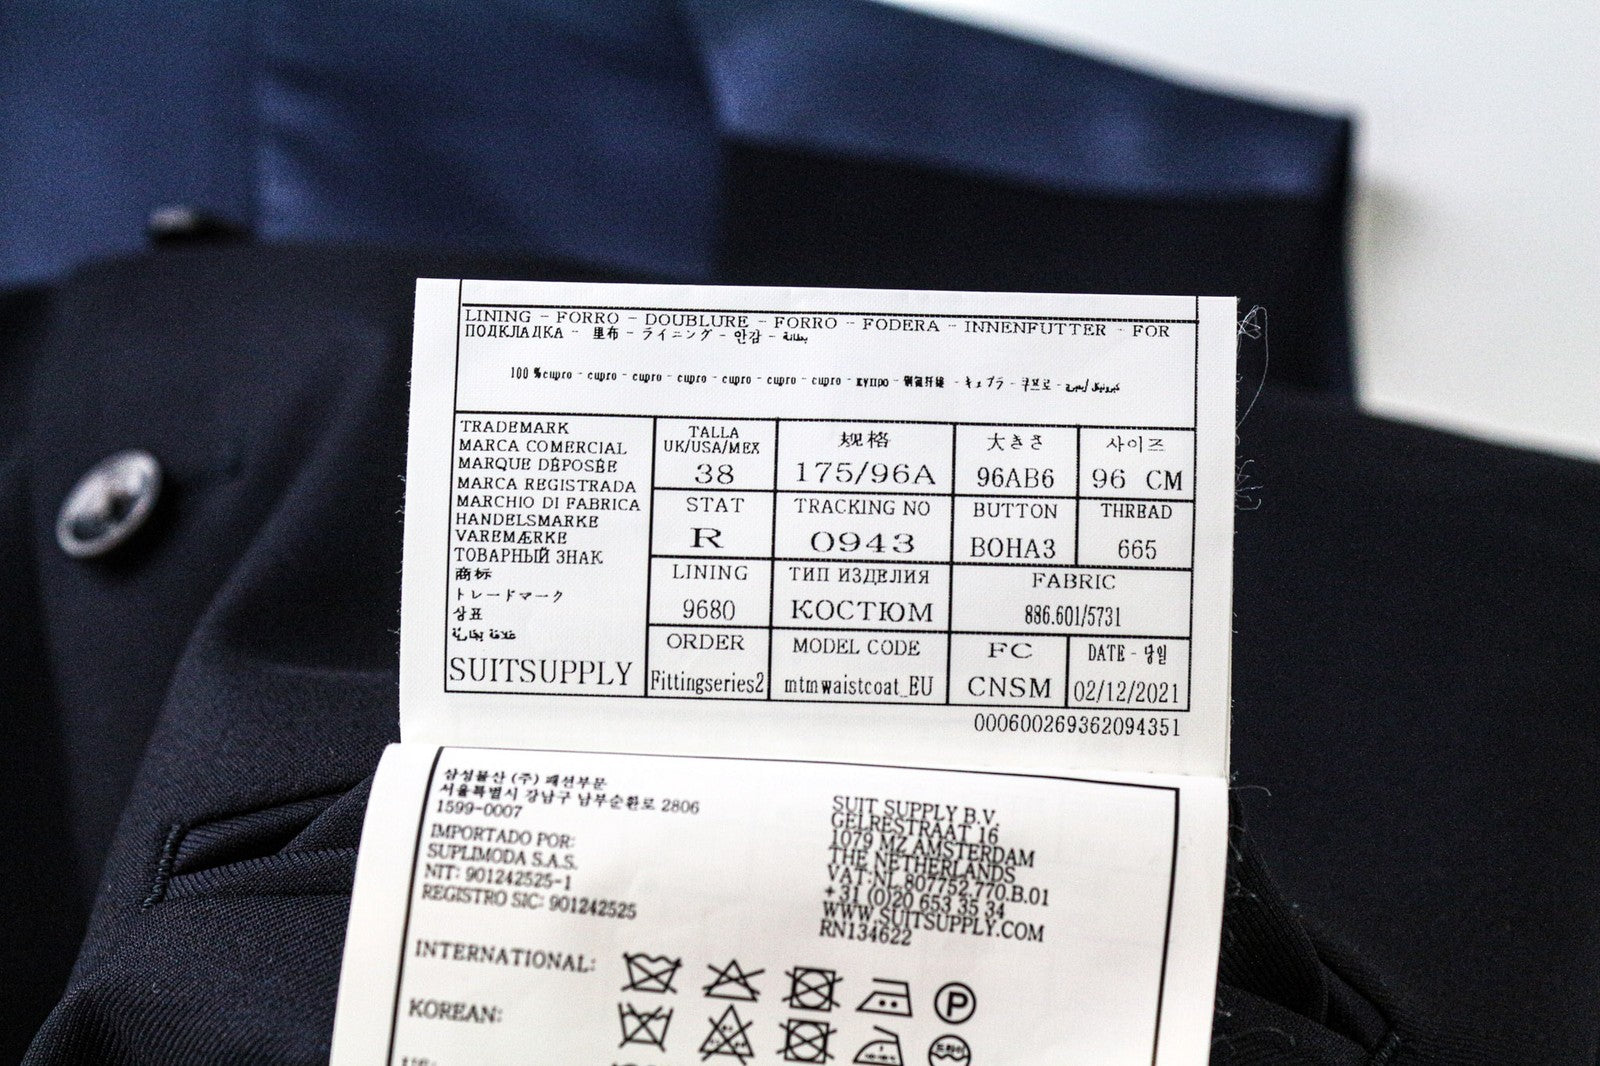 LINING - FORRO - DOUBLURE - FORRO - FODERA - INNENFUTTER - FOR
ПОДКЛАДКА - 里布 - ライニング - 안감 - بطانة
100 %cupro - cupro - cupro - cupro - cupro - cupro - cupro - купро - 铜氨纤维 - キュプラ - 쿠프로 -
TRADEMARK
MARCA COMERCIAL
MARQUE DÉPOSÉE
MARCA REGISTRADA
MARCHIO DI FABRICA
HANDELSMARKE
VAREMÆRKE
ТОВАРНЫЙ ЗНАК
商标
トレードマーク
상표
علامة تجارية
SUITSUPPLY
TALLA
UK/USA/MEX
38
规格
175/96A
大きさ
96AB6
사이즈
96 CM
STAT
R
TRACKING NO
0943
BUTTON
BOHA3
THREAD
665
LINING
9680
ТИП ИЗДЕЛИЯ
КОСТЮМ
FABRIC
886.601/5731
ORDER
Fittingseries2
MODEL CODE
mtmwaistcoat_EU
FC
CNSM
DATE - 당일
02/12/2021
000600269362094351
삼성물산 (주) 패션부문
서울특별시 강남구 남부순환로 2806
1599-0007
IMPORTADO POR:
SUPLIMODA S.A.S.
NIT: 901242525-1
REGISTRO SIC: 901242525
SUIT SUPPLY B.V.
GELRESTRAAT 16
1079 MZ AMSTERDAM
THE NETHERLANDS
VAT:NL 807752.770.B.01
+31 (0)20 653 35 34
WWW.SUITSUPPLY.COM
RN134622
INTERNATIONAL:
P
KOREAN:
드라이